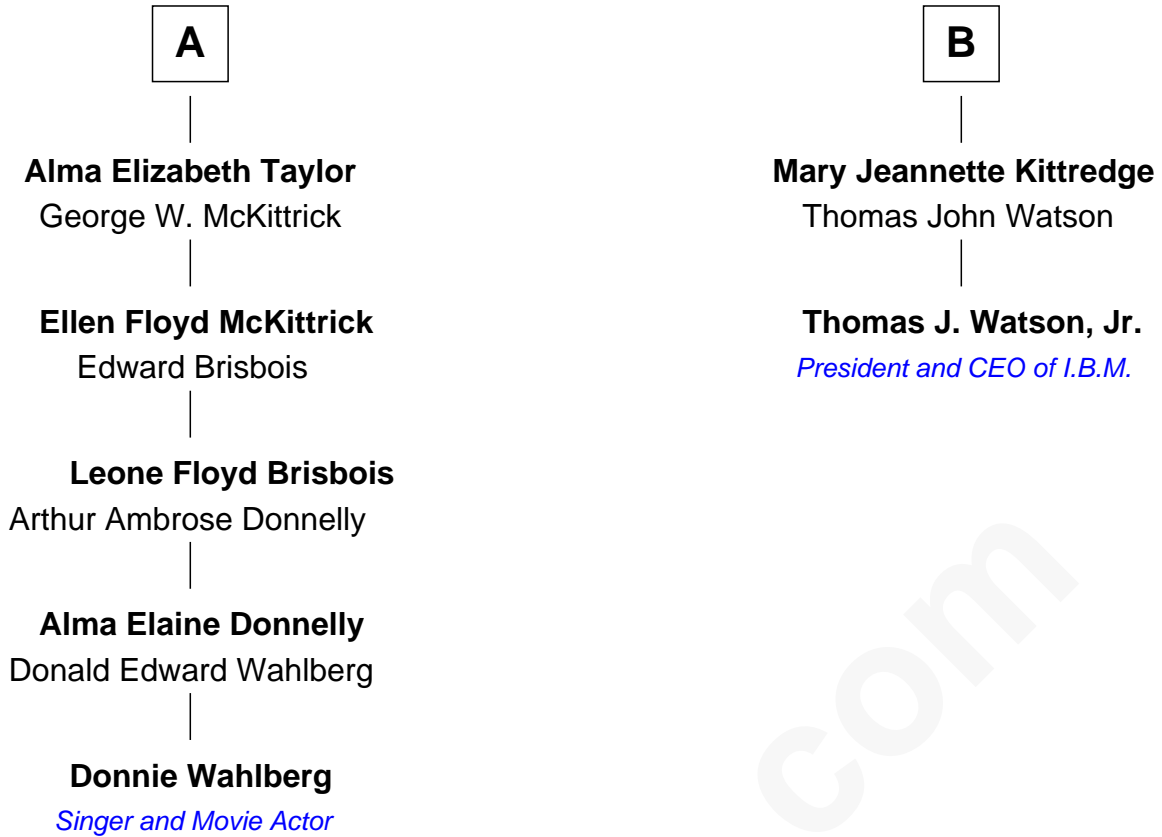 A
Alma Elizabeth Taylor
George W. McKittrick
Ellen Floyd McKittrick
Edward Brisbois
Leone Floyd Brisbois
Arthur Ambrose Donnelly
Alma Elaine Donnelly
Donald Edward Wahlberg
Donnie Wahlberg
Singer and Movie Actor
B
Mary Jeannette Kittredge
Thomas John Watson
Thomas J. Watson, Jr.
President and CEO of I.B.M.
com